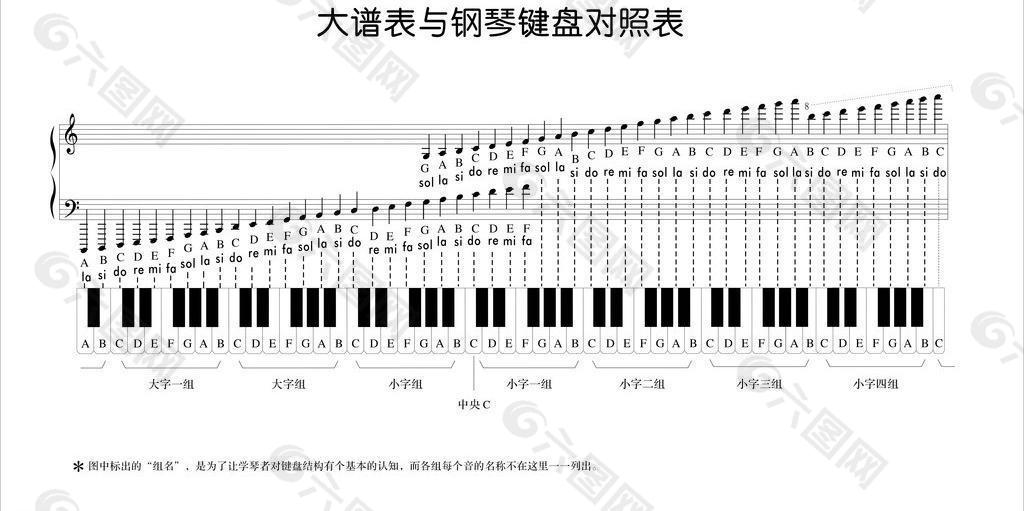 大谱表与钢琴键盘对照表
8
G A B C D E F G A B C D E F G A B C D E F G A B C D E F G A B C
sol la si do re mi fa sol la si do re mi fa sol la si do re mi fa sol la si do re mi fa sol la si do
A B C D E F G A B C D E F G A B C D E F G A B C D E F
la si do re mi fa sol la si do re mi fa sol la si do re mi fa sol la si do re mi fa
A B C D E F G A B C D E F G A B C D E F G A B C D E F G A B C D E F G A B C D E F G A B C D E F G A B C
大字一组 大字组 小字组 小字一组 小字二组 小字三组 小字四组
中央 C
* 图中标出的“组名”，是为了让学琴者对键盘结构有个基本的认知，而各组每个音的名称不在这里一一列出。
六图网